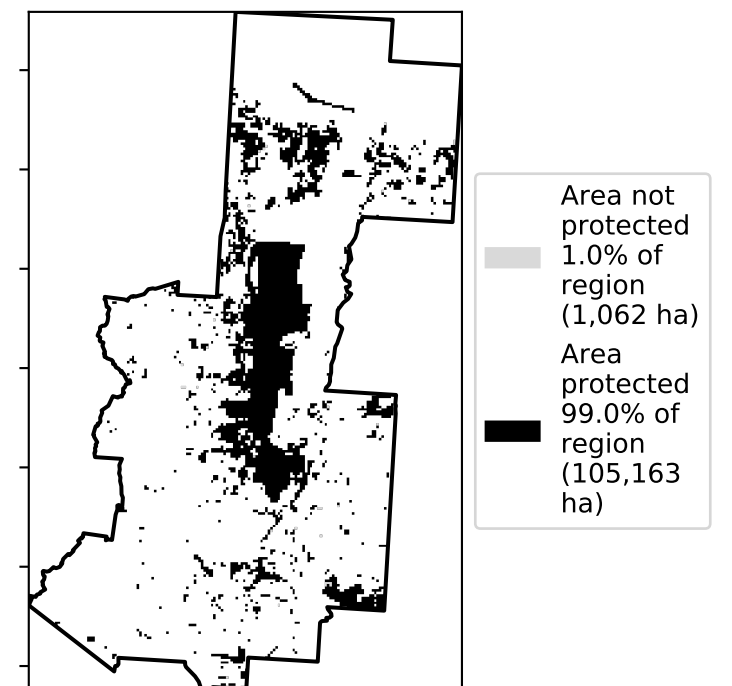 Area not
protected
1.0% of
region
(1,062 ha)
Area
protected
99.0% of
region
(105,163
ha)